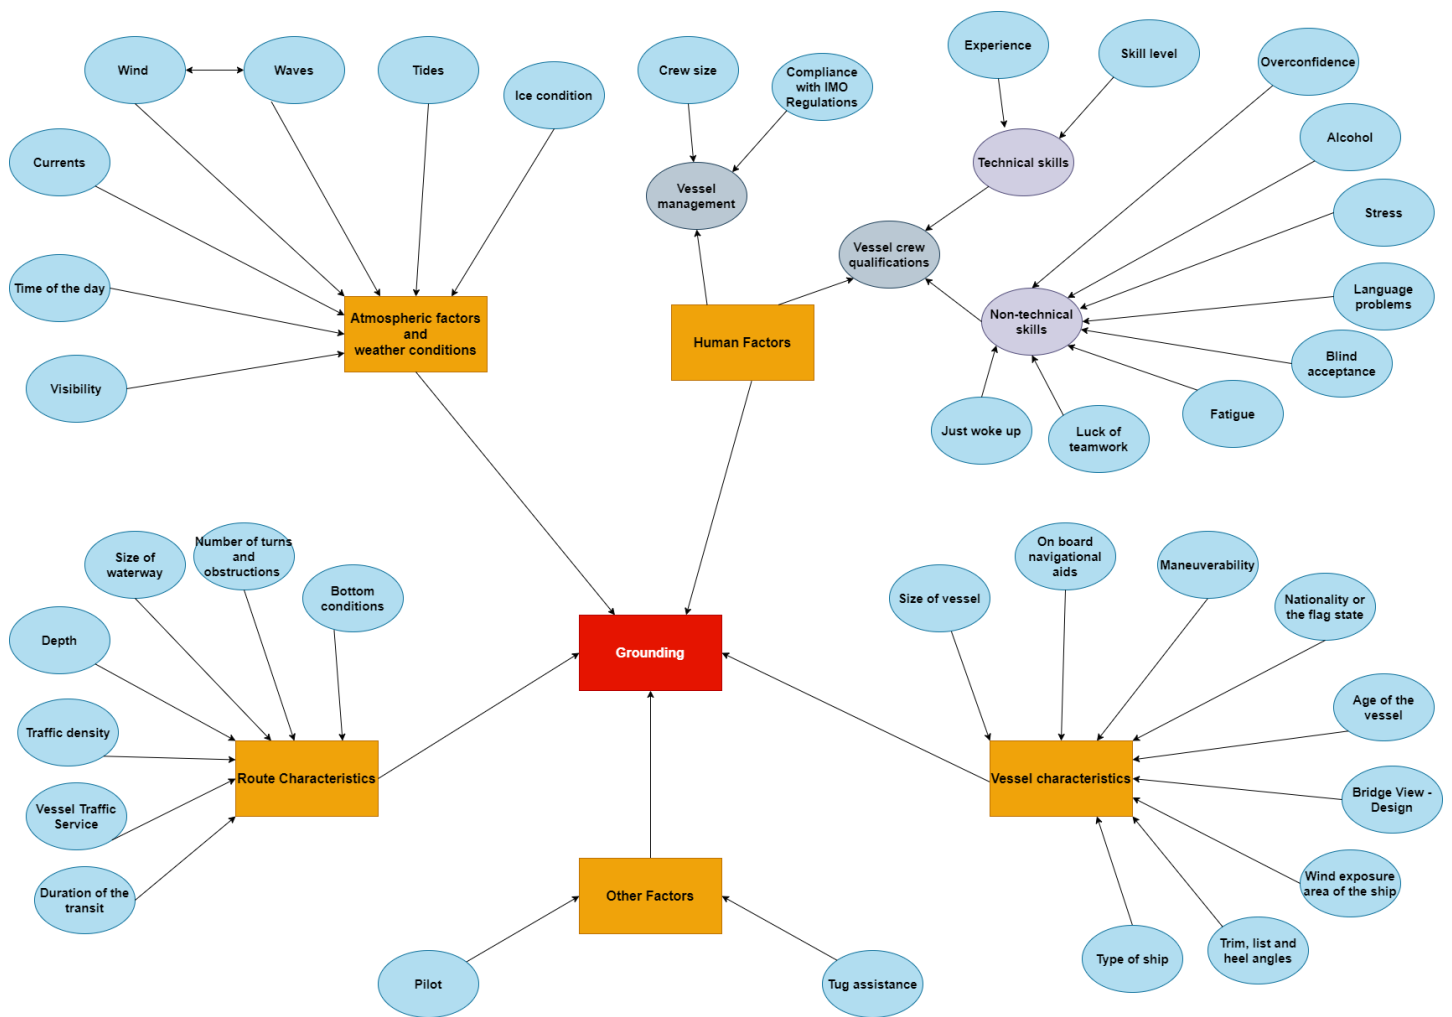 Wind
Waves
Tides
Ice condition
Currents
Time of the day
Visibility
Atmospheric factors
and
weather conditions
Crew size
Compliance
with IMO
Regulations
Vessel
management
Experience
Skill level
Technical skills
Vessel crew
qualifications
Human Factors
Overconfidence
Alcohol
Stress
Language
problems
Blind
acceptance
Fatigue
Luck of
teamwork
Just woke up
Non-technical
skills
Number of turns
and
obstructions
Size of
waterway
Bottom
conditions
Depth
Traffic density
Vessel Traffic
Service
Duration of the
transit
Route Characteristics
Grounding
Other Factors
Pilot
Tug assistance
Size of vessel
On board
navigational
aids
Maneuverability
Nationality or
the flag state
Age of the
vessel
Bridge View -
Design
Wind exposure
area of the ship
Trim, list and
heel angles
Type of ship
Vessel characteristics